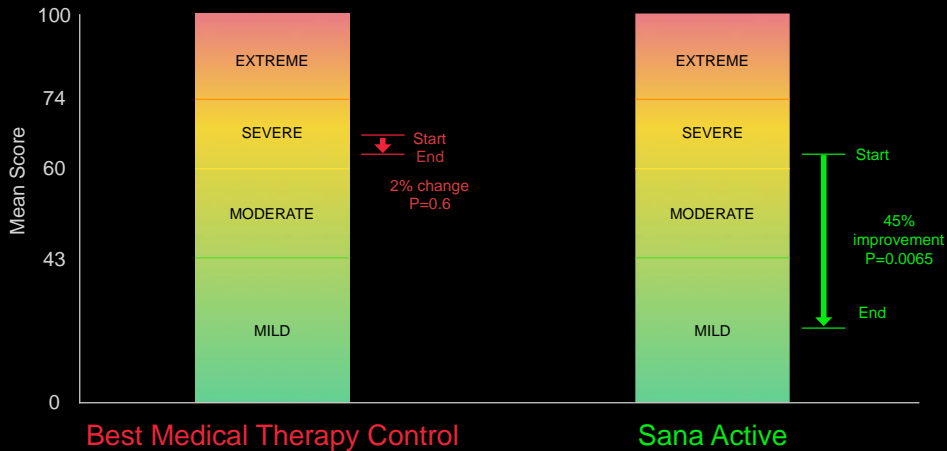 100
74
60
43
0
Mean Score
EXTREME
SEVERE
MODERATE
MILD
Start
End
2% change
P=0.6
EXTREME
SEVERE
MODERATE
MILD
Start
45%
improvement
P=0.0065
End
Best Medical Therapy Control
Sana Active